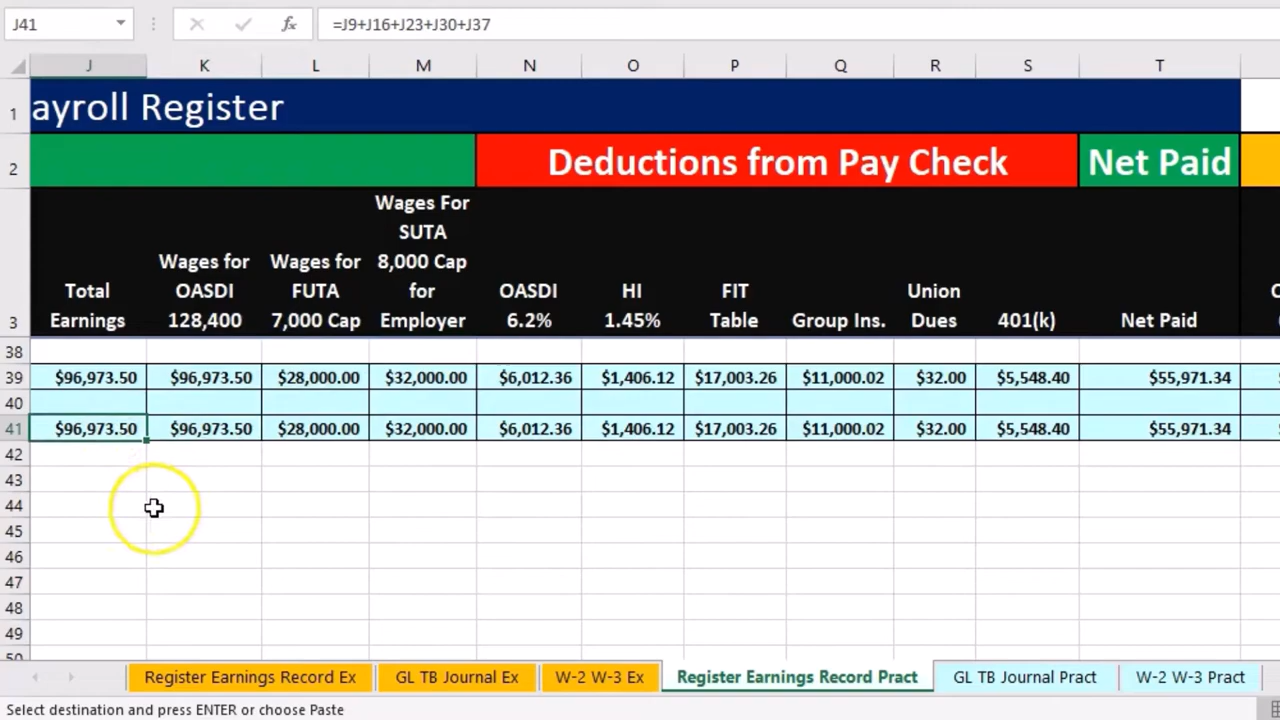 J41 fx =J9+J16+J23+J30+J37
J K L M N O P Q R S T
1 ayroll Register
2 Deductions from Pay Check Net Paid
Wages For
SUTA
Wages for Wages for 8,000 Cap
Total OASDI FUTA for OASDI HI FIT Union
3 Earnings 128,400 7,000 Cap Employer 6.2% 1.45% Table Group Ins. Dues 401(k) Net Paid
38
39 $96,973.50 $96,973.50 $28,000.00 $32,000.00 $6,012.36 $1,406.12 $17,003.26 $11,000.02 $32.00 $5,548.40 $55,971.34
40
41 $96,973.50 $96,973.50 $28,000.00 $32,000.00 $6,012.36 $1,406.12 $17,003.26 $11,000.02 $32.00 $5,548.40 $55,971.34
42
43
44
45
46
47
48
49
50
Register Earnings Record Ex GL TB Journal Ex W-2 W-3 Ex Register Earnings Record Pract GL TB Journal Pract W-2 W-3 Pract
Select destination and press ENTER or choose Paste